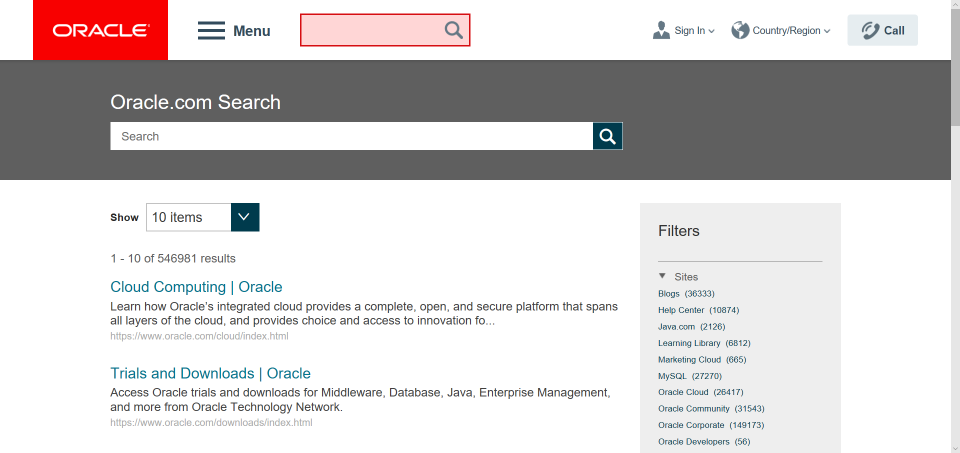 ORACLE
Menu
Sign In
Country/Region
Call
Oracle.com Search
Search
Show
10 items
1 - 10 of 546981 results
Cloud Computing | Oracle
Learn how Oracle's integrated cloud provides a complete, open, and secure platform that spans
all layers of the cloud, and provides choice and access to innovation fo...
https://www.oracle.com/cloud/index.html
Trials and Downloads | Oracle
Access Oracle trials and downloads for Middleware, Database, Java, Enterprise Management,
and more from Oracle Technology Network.
https://www.oracle.com/downloads/index.html
Filters
Sites
Blogs (36333)
Help Center (10874)
Java.com (2126)
Learning Library (6812)
Marketing Cloud (665)
MySQL (27270)
Oracle Cloud (26417)
Oracle Community (31543)
Oracle Corporate (149173)
Oracle Developers (56)